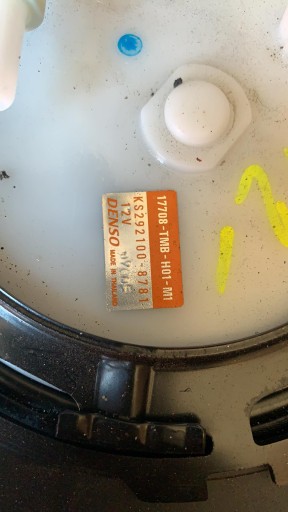 17708-TMB-H01-M1
KS292100-8781
12V
DENSO MADE IN THAILAND